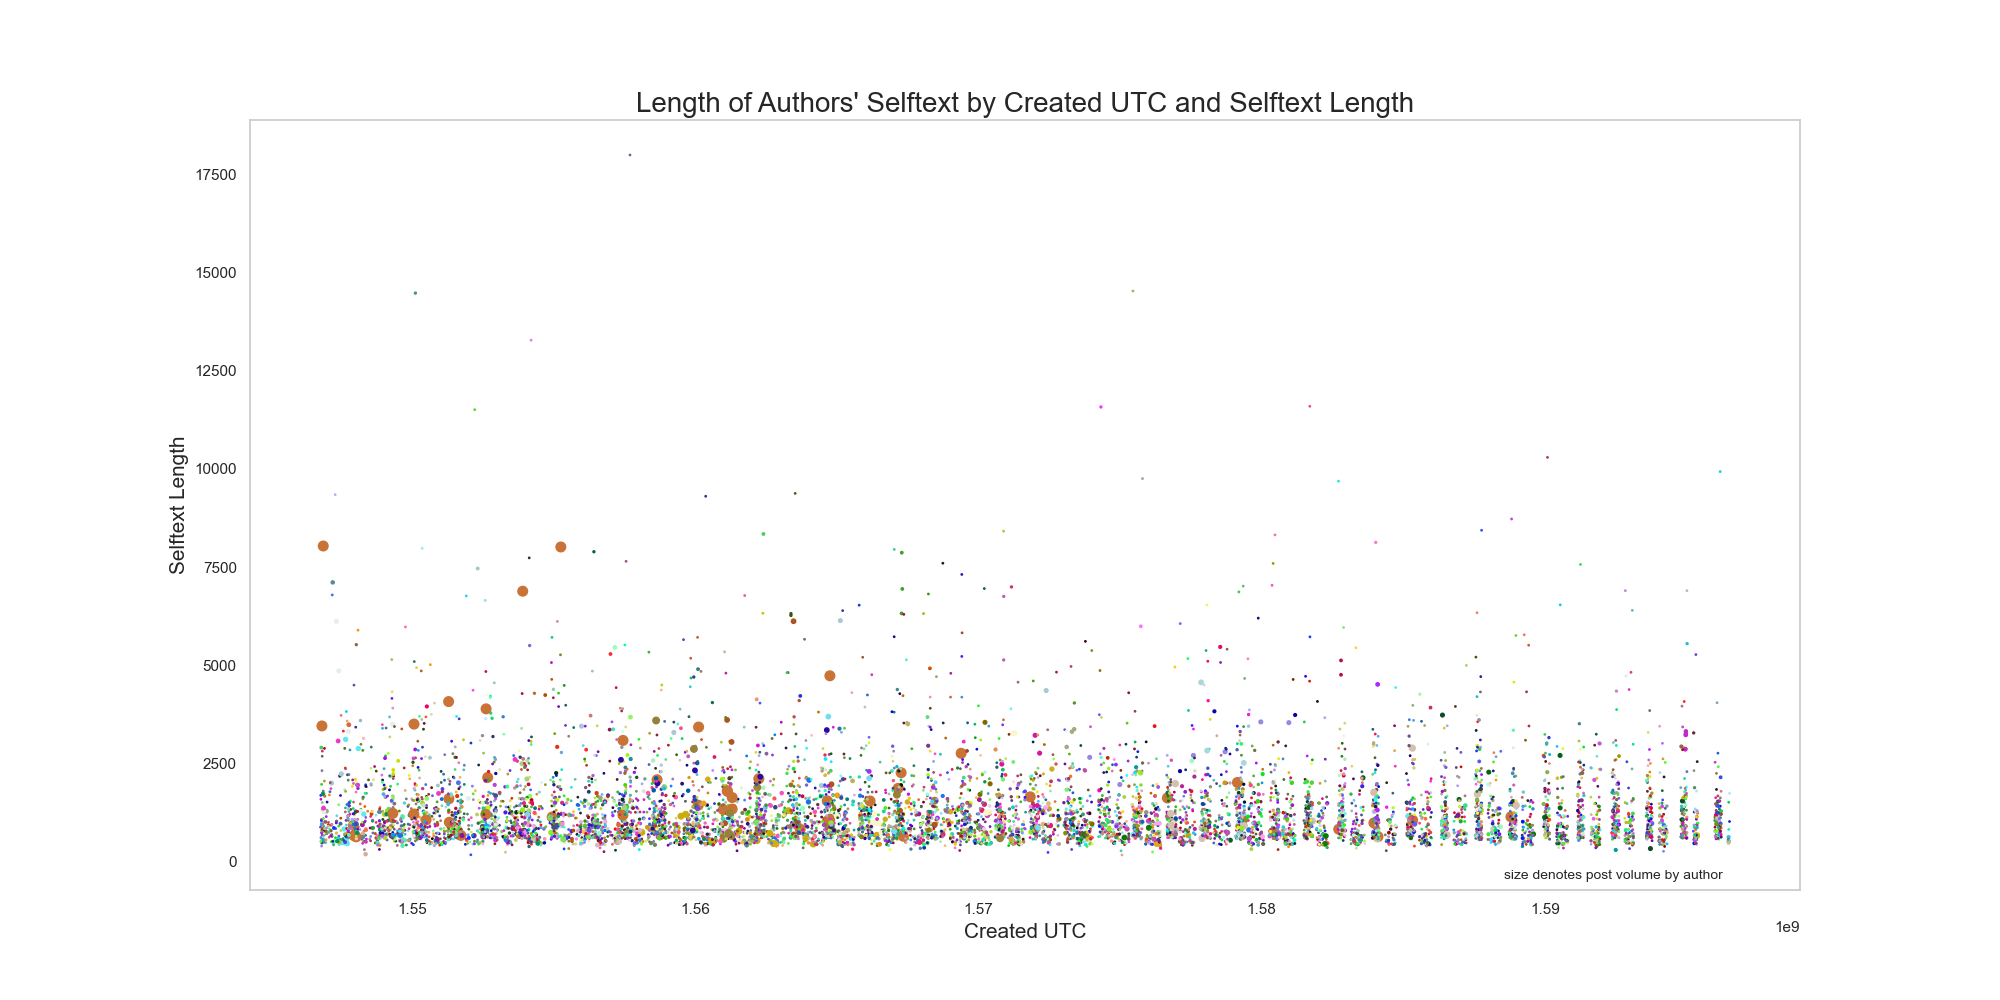 Length of Authors' Selftext by Created UTC and Selftext Length
17500
15000
12500
10000
7500
5000
2500
0
Selftext Length
size denotes post volume by author
1.55
1.56
1.57
1.58
1.59
1e9
Created UTC